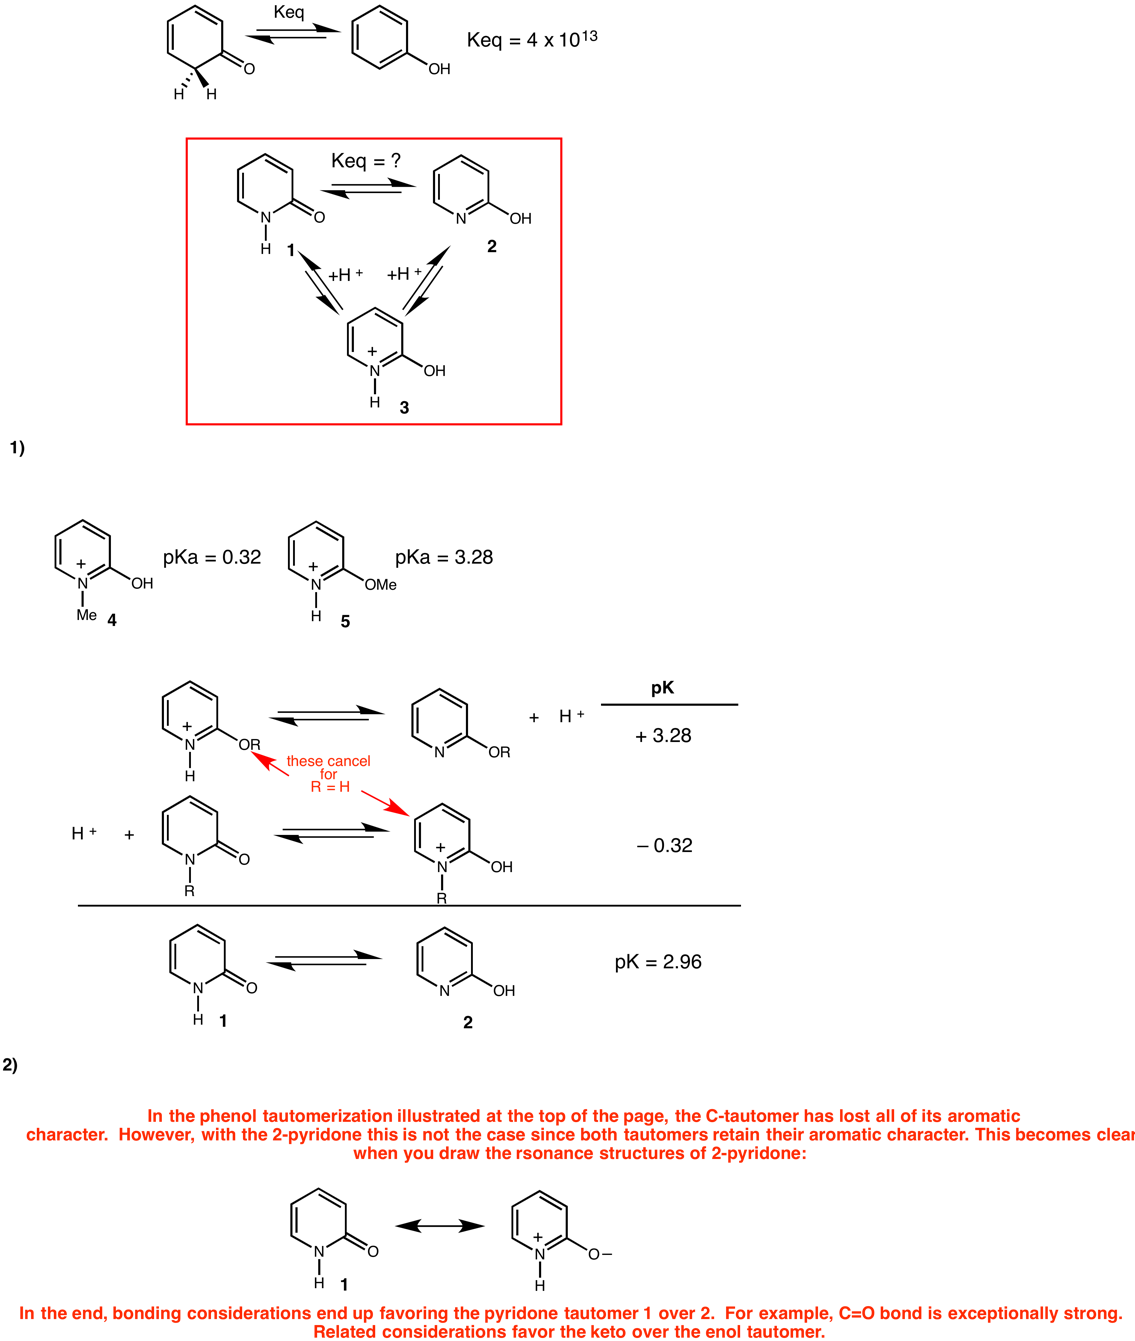 Keq
Keq = 4 x 10¹³
O
OH
H H
Keq = ?
N
O
H
1
N
OH
2
+H +
+H +
+
N
OH
H
3
1)
+
N
OH
Me
4
pKa = 0.32
+
N
OMe
H
5
pKa = 3.28
pK
+
N
OR
H
N
OR
+ H +
+ 3.28
these cancel
for
R = H
H + +
N
O
R
+
N
OH
R
– 0.32
N
O
H
1
N
OH
2
pK = 2.96
2)
In the phenol tautomerization illustrated at the top of the page, the C-tautomer has lost all of its aromatic
character. However, with the 2-pyridone this is not the case since both tautomers retain their aromatic character. This becomes clear
when you draw the rsonance structures of 2-pyridone:
N
O
H
1
+
N
O–
H
In the end, bonding considerations end up favoring the pyridone tautomer 1 over 2. For example, C=O bond is exceptionally strong.
Related considerations favor the keto over the enol tautomer.